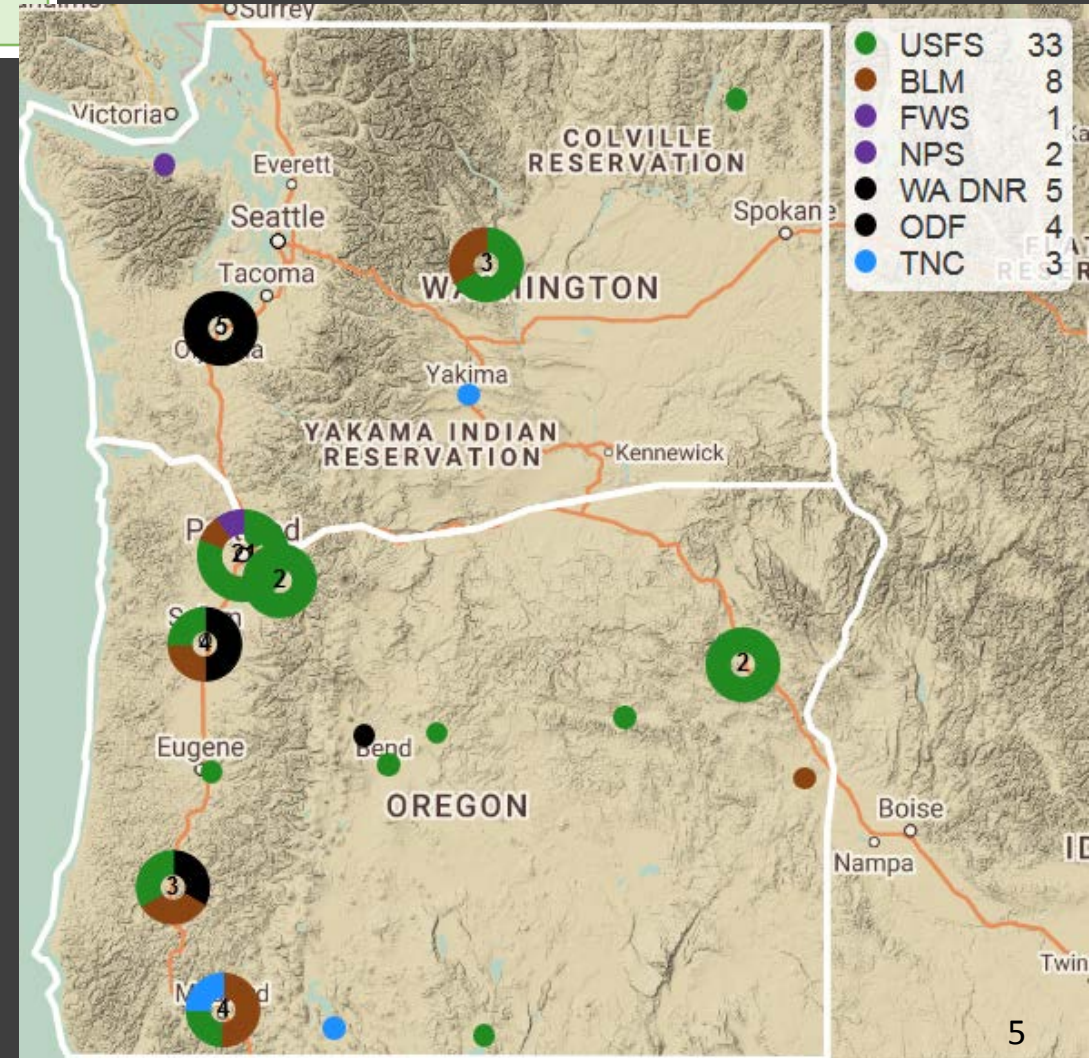 Surrey
USFS 33
BLM 8
FWS 1
NPS 2
WA DNR 5
ODF 4
TNC 3
Victoria
COLVILLE
RESERVATION
Everett
Seattle
Spokane
3
Tacoma
WASHINGTON
5
Yakima
YAKAMA INDIAN
RESERVATION
Kennewick
21
2
4
2
Eugene
Bend
OREGON
Boise
Nampa
3
Twin
4
5